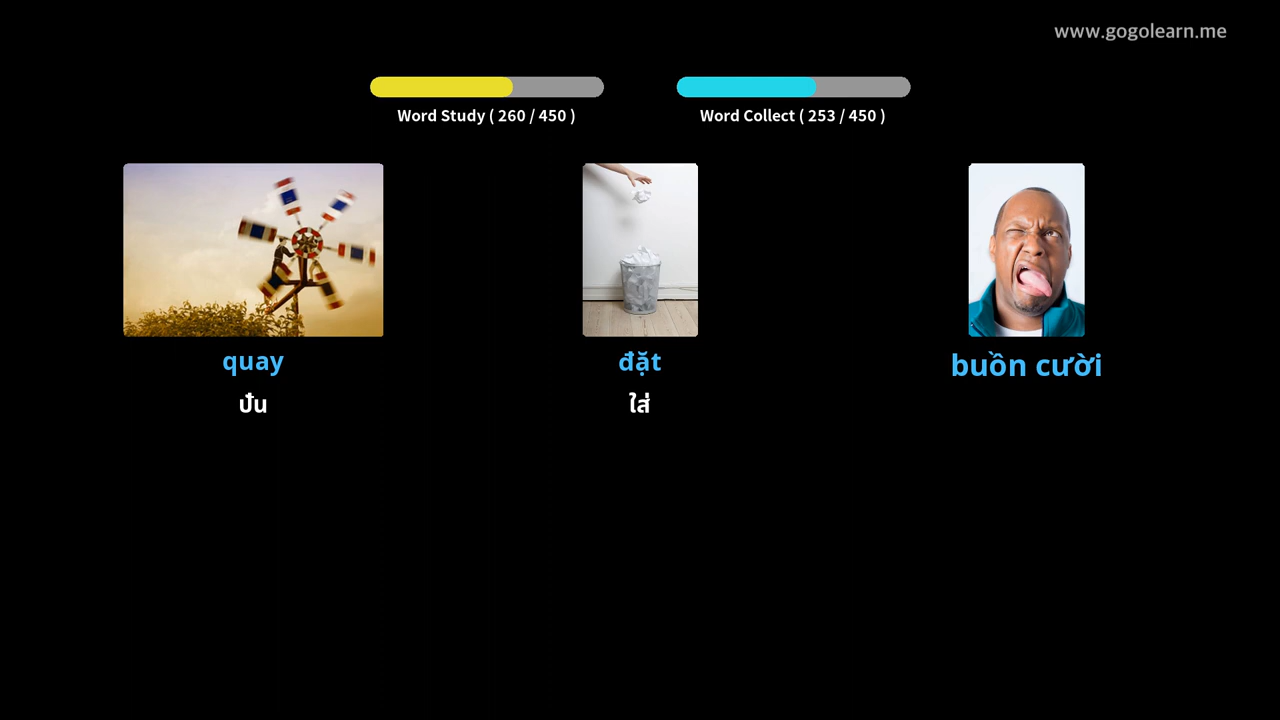 www.gogolearn.me
Word Study ( 260 / 450 )
Word Collect ( 253 / 450 )
quay
đặt
buồn cười
ปั่น
ใส่